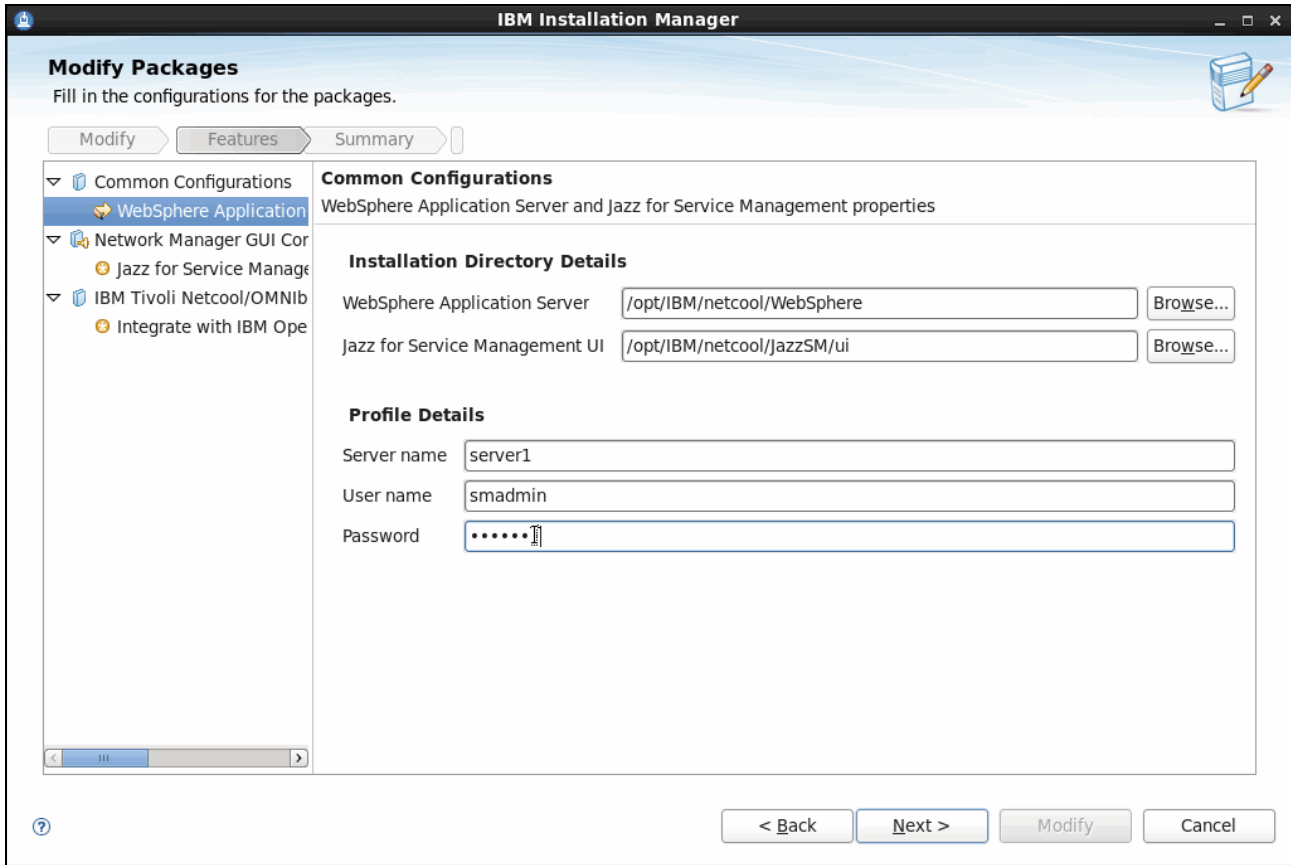 IBM Installation Manager
Modify Packages
Fill in the configurations for the packages.
Modify
Features
Summary
Common Configurations
WebSphere Application
Network Manager GUI Cor
Jazz for Service Manage
IBM Tivoli Netcool/OMNIb
Integrate with IBM Ope
Common Configurations
WebSphere Application Server and Jazz for Service Management properties
Installation Directory Details
WebSphere Application Server /opt/IBM/netcool/WebSphere Browse...
Jazz for Service Management UI /opt/IBM/netcool/JazzSM/ui Browse...
Profile Details
Server name server1
User name smadmin
Password ••••••
? < Back Next > Modify Cancel